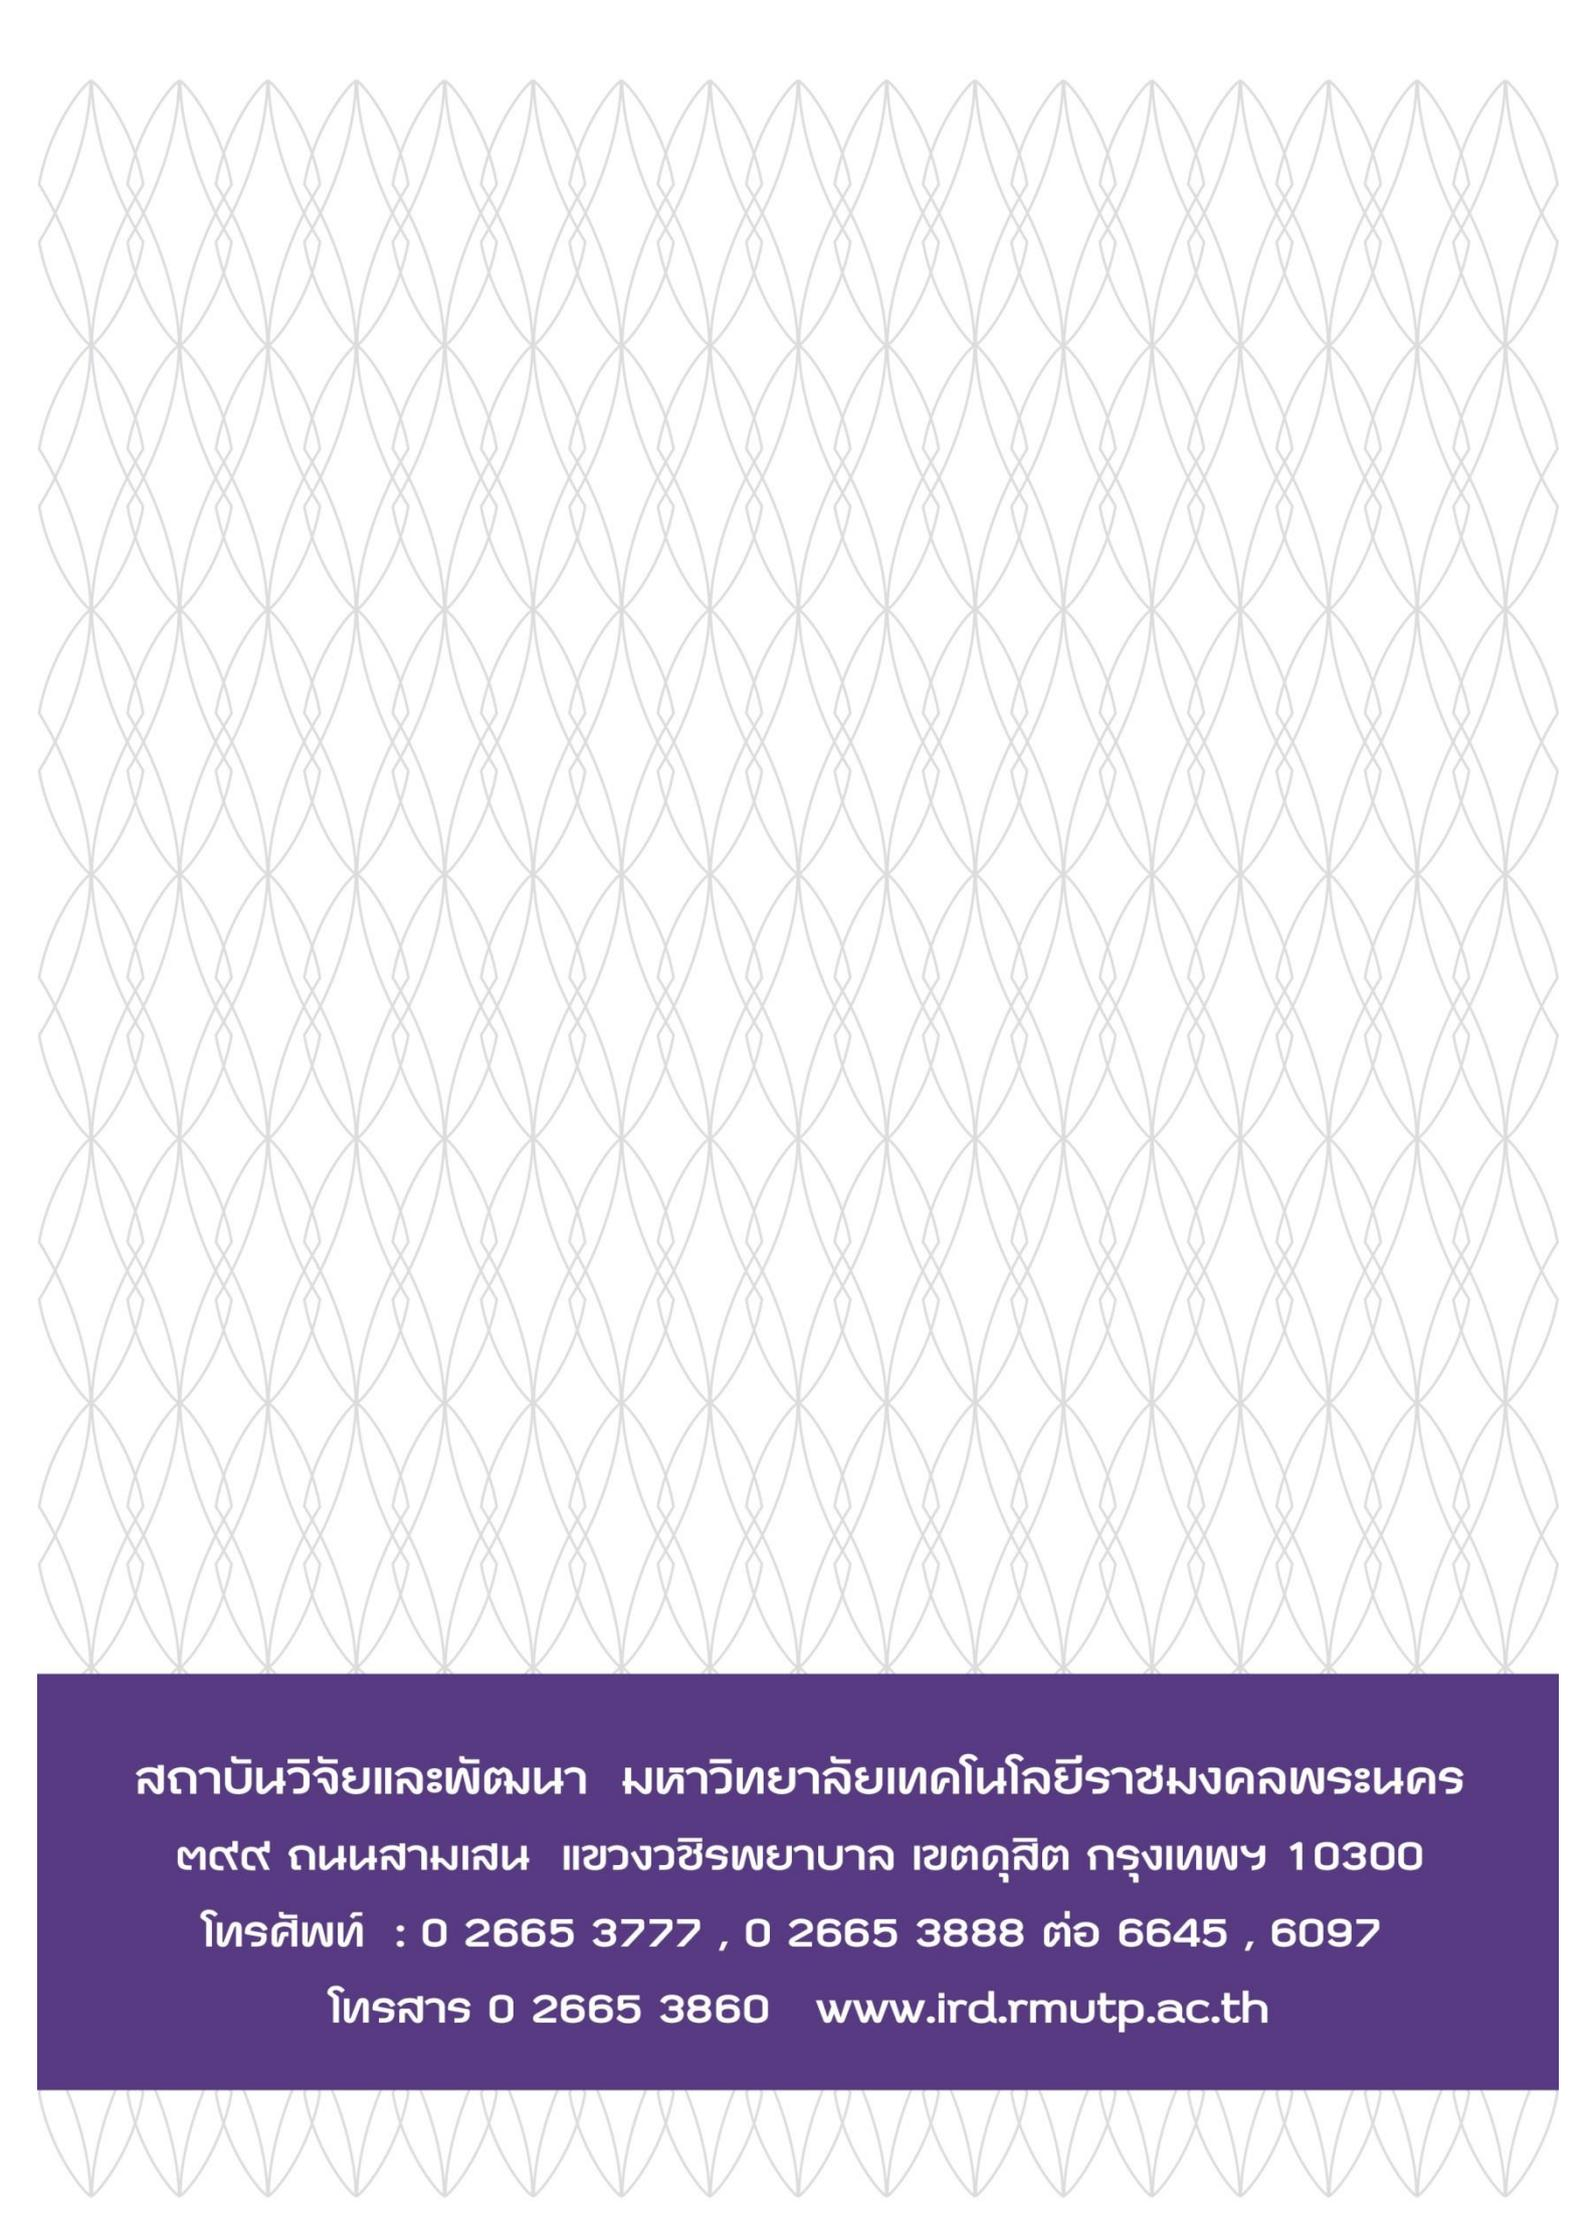 สถาบันวิจัยและพัฒนา มหาวิทยาลัยเทคโนโลยีราชมงคลพระนคร
๓๙๙ ถนนสามเสน แขวงวชิรพยาบาล เขตดุสิต กรุงเทพฯ 10300
โทรศัพท์ : 0 2665 3777 , 0 2665 3888 ต่อ 6645 , 6097
โทรสาร 0 2665 3860 www.ird.rmutp.ac.th